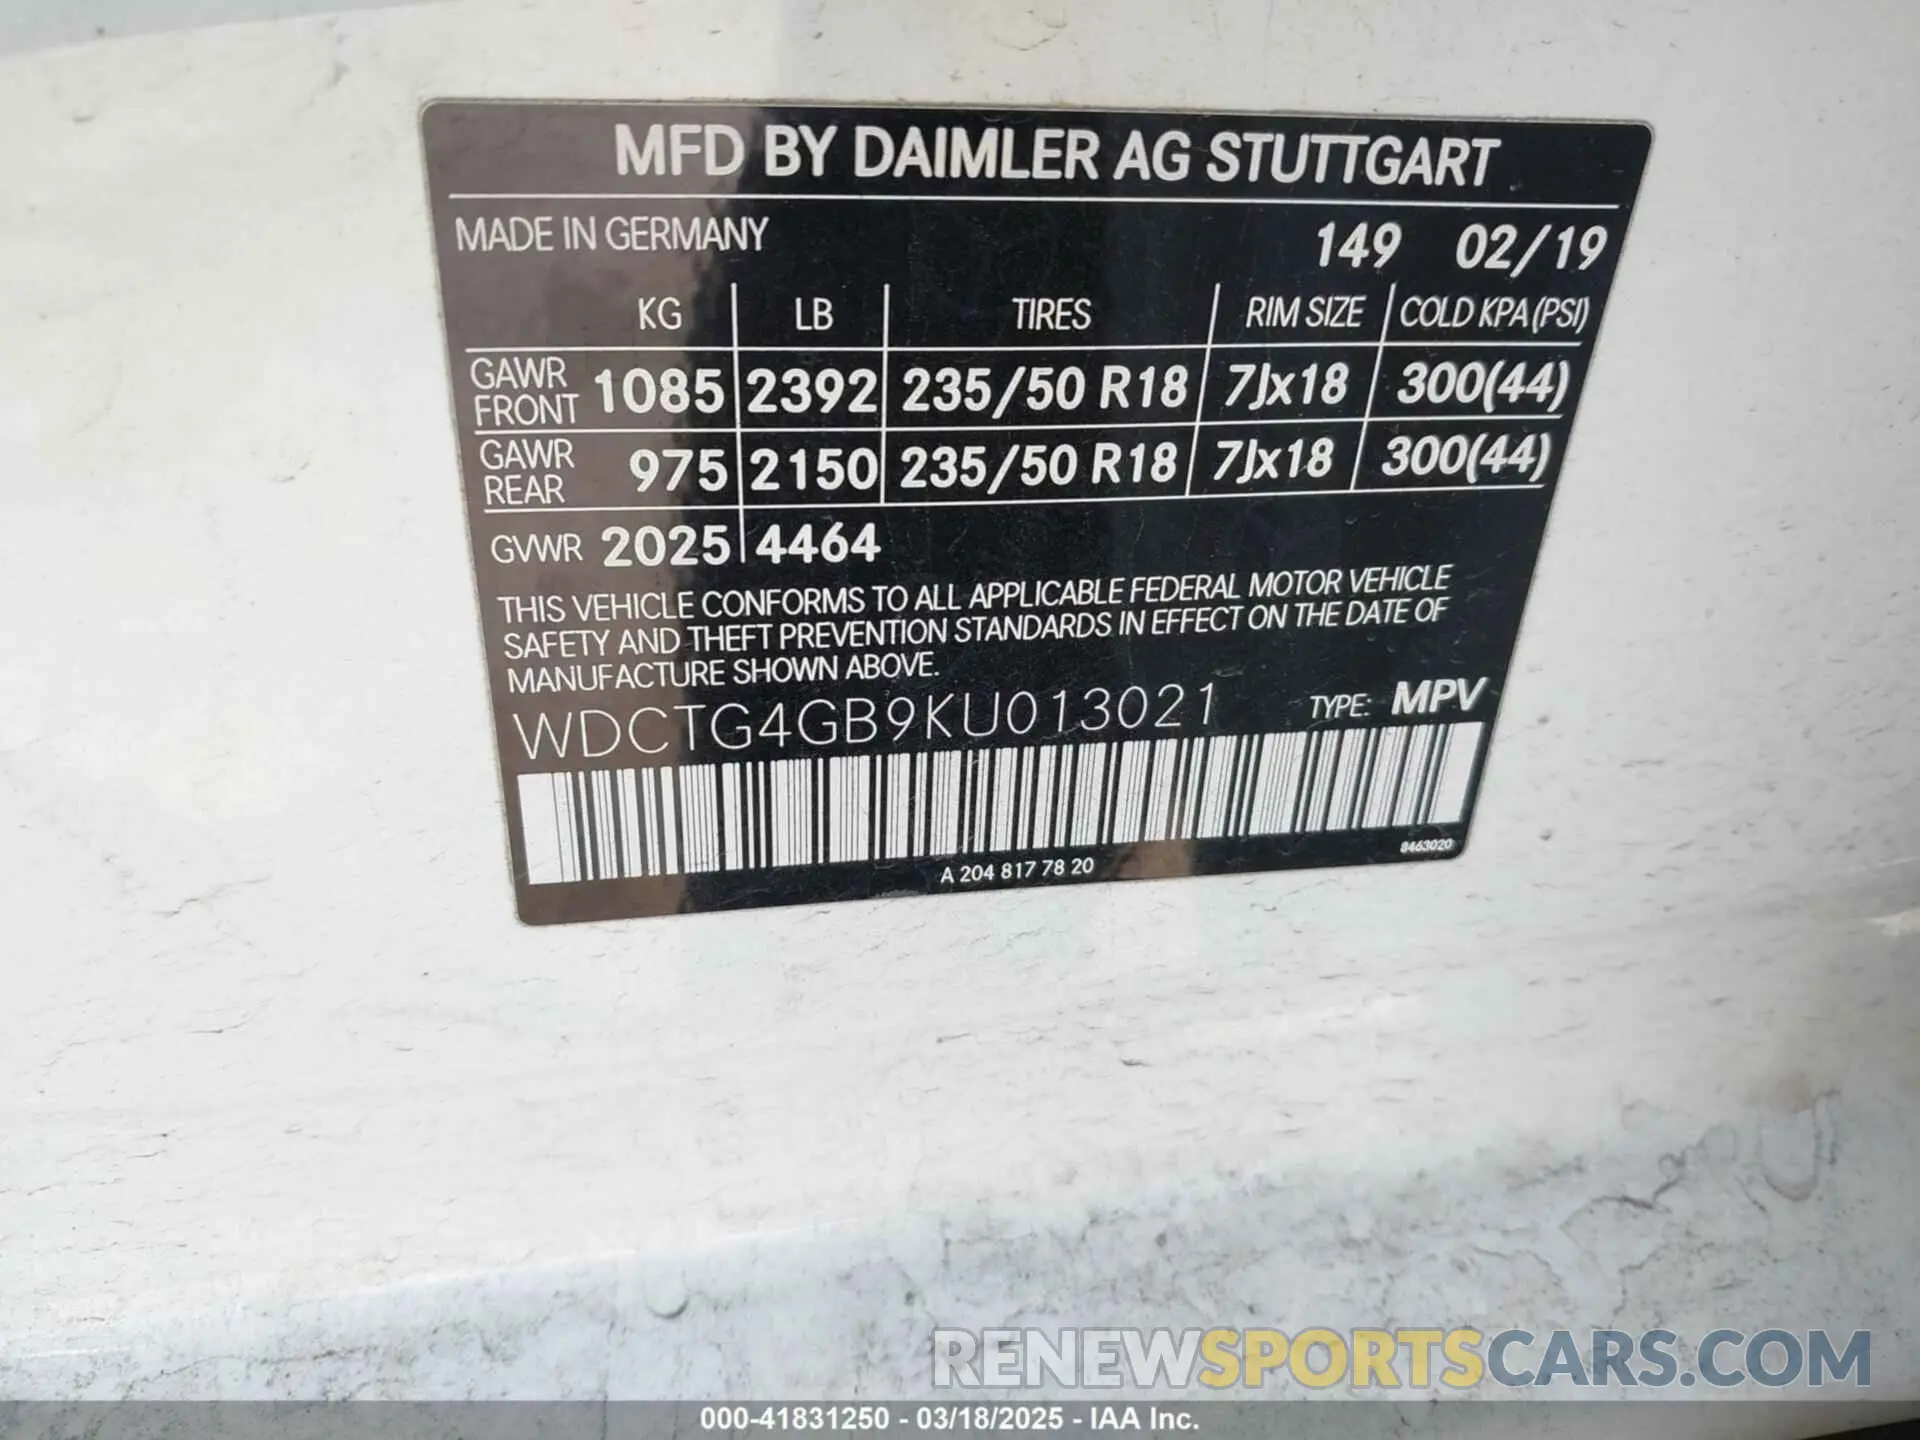 MFD BY DAIMLER AG STUTTGART
MADE IN GERMANY 149 02/19
KG LB TIRES RIM SIZE COLD KPA (PSI)
GAWR FRONT 1085 2392 235/50 R18 7Jx18 300(44)
GAWR REAR 975 2150 235/50 R18 7Jx18 300(44)
GVWR 2025 4464
THIS VEHICLE CONFORMS TO ALL APPLICABLE FEDERAL MOTOR VEHICLE
SAFETY AND THEFT PREVENTION STANDARDS IN EFFECT ON THE DATE OF
MANUFACTURE SHOWN ABOVE.
WDCTG4GB9KU013021 TYPE: MPV
A 204 817 78 20 8463020
RENEWSPORTSCARS.COM
000-41831250 - 03/18/2025 - IAA Inc.